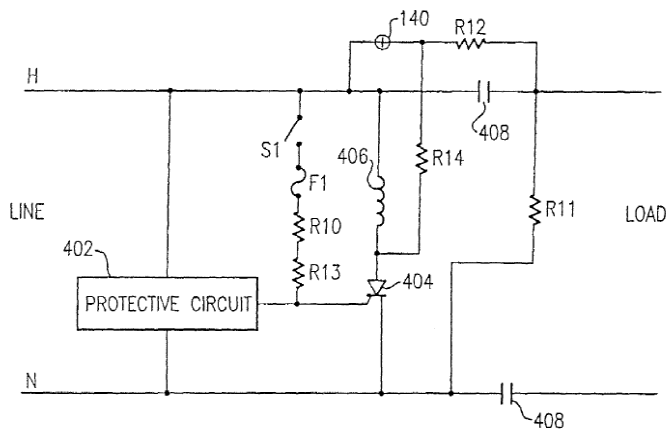 140
R12
H
408
S1
406
R14
F1
LINE
R10
R11
LOAD
402
R13
404
PROTECTIVE CIRCUIT
N
408